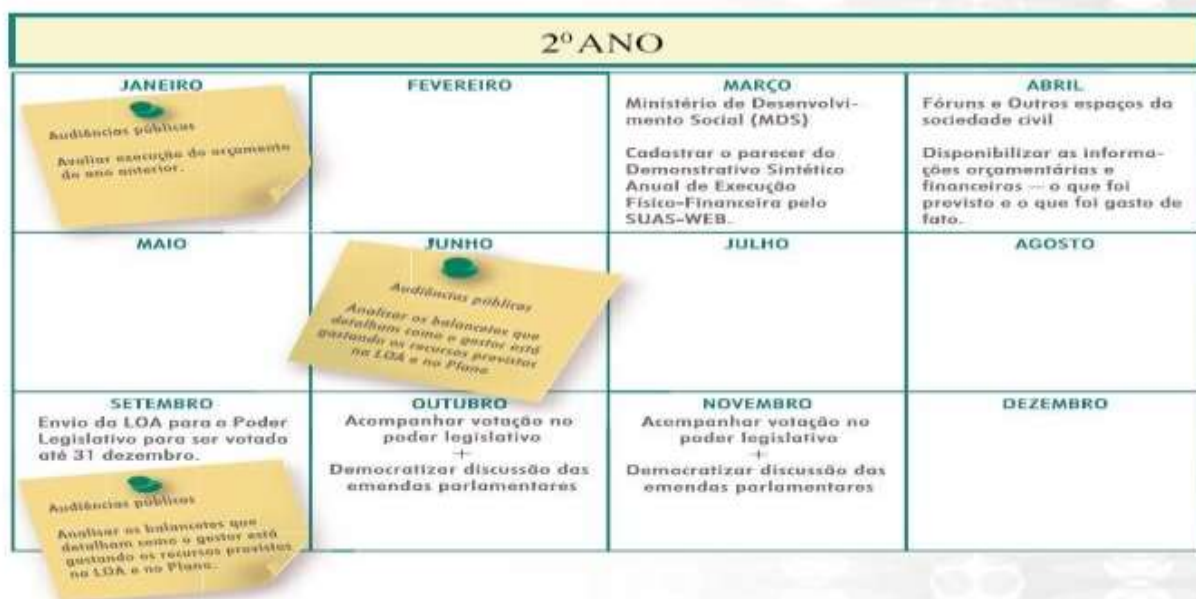 2º ANO
JANEIRO
Audiências públicas
Avaliar execução do orçamento
do ano anterior.
FEVEREIRO
MARÇO
Ministério de Desenvolvi-
mento Social (MDS)
Cadastrar o parecer do
Demonstrativo Sintético
Anual de Execução
Físico-Financeira pelo
SUAS-WEB.
ABRIL
Fóruns e Outros espaços da
sociedade civil
Disponibilizar as informa-
ções orçamentárias e
financeiras — o que foi
previsto e o que foi gasto de
fato.
MAIO
JUNHO
Audiências públicas
Analisar os balancetes que
detalham como o gestor está
gastando os recursos previstos
na LOA e no Plano
JULHO
AGOSTO
SETEMBRO
Envio da LOA para o Poder
Legislativo para ser votada
até 31 dezembro.
Audiências públicas
Analisar os balancetes que
detalham como o gestor está
gastando os recursos previstos
na LOA e no Plano.
OUTUBRO
Acompanhar votação no
poder legislativo
+
Democratizar discussão das
emendas parlamentares
NOVEMBRO
Acompanhar votação no
poder legislativo
+
Democratizar discussão das
emendas parlamentares
DEZEMBRO